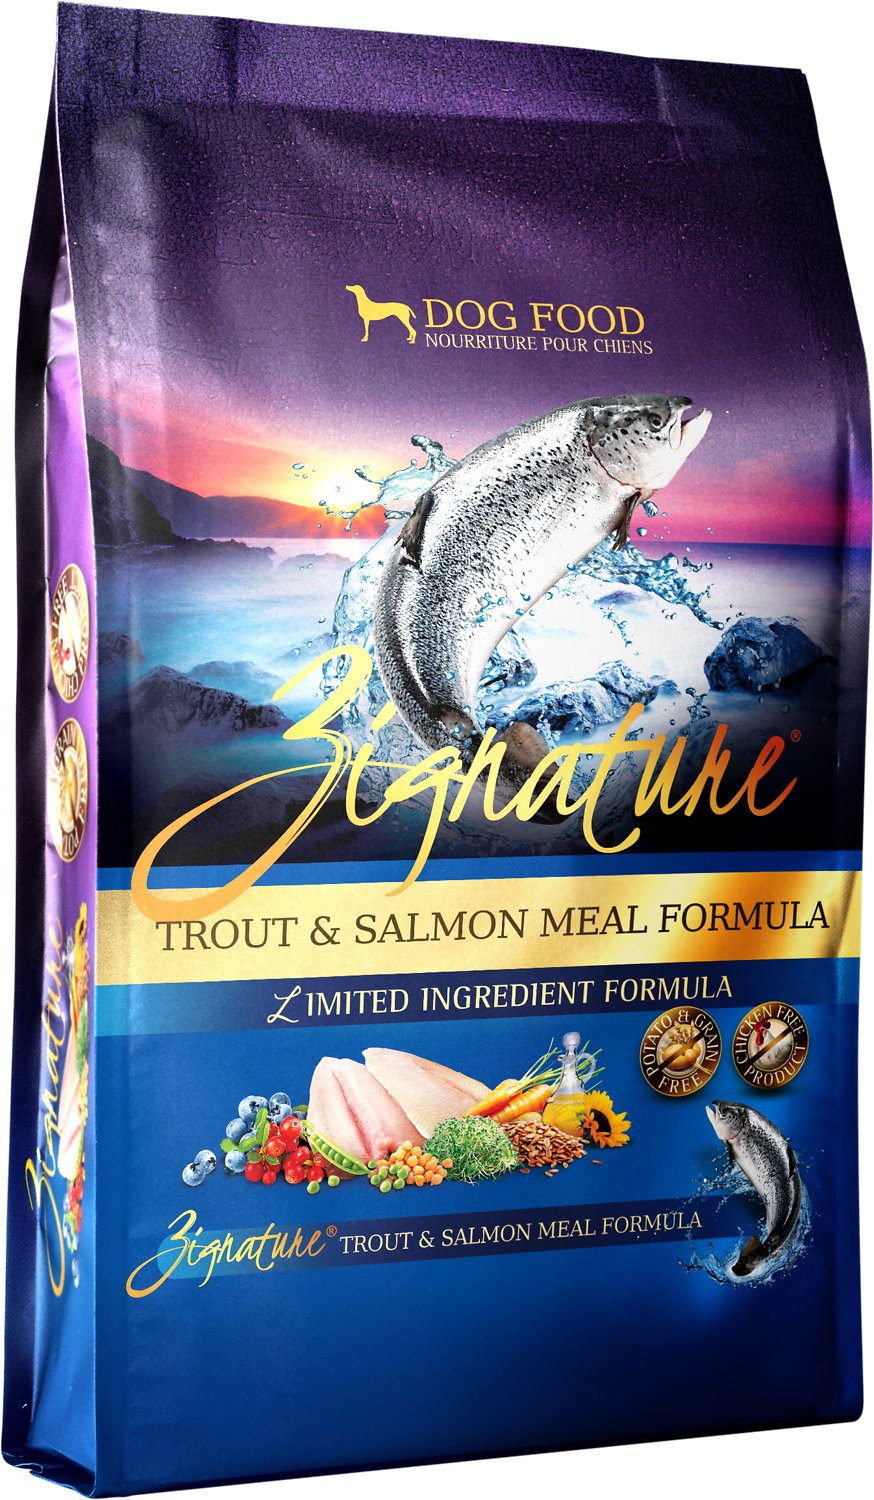 DOG FOOD
NOURRITURE POUR CHIENS
Zignature®
TROUT & SALMON MEAL FORMULA
LIMITED INGREDIENT FORMULA
POTATO & GRAIN FREE
CHICKEN FREE PRODUCT
Zignature® TROUT & SALMON MEAL FORMULA
Zignature